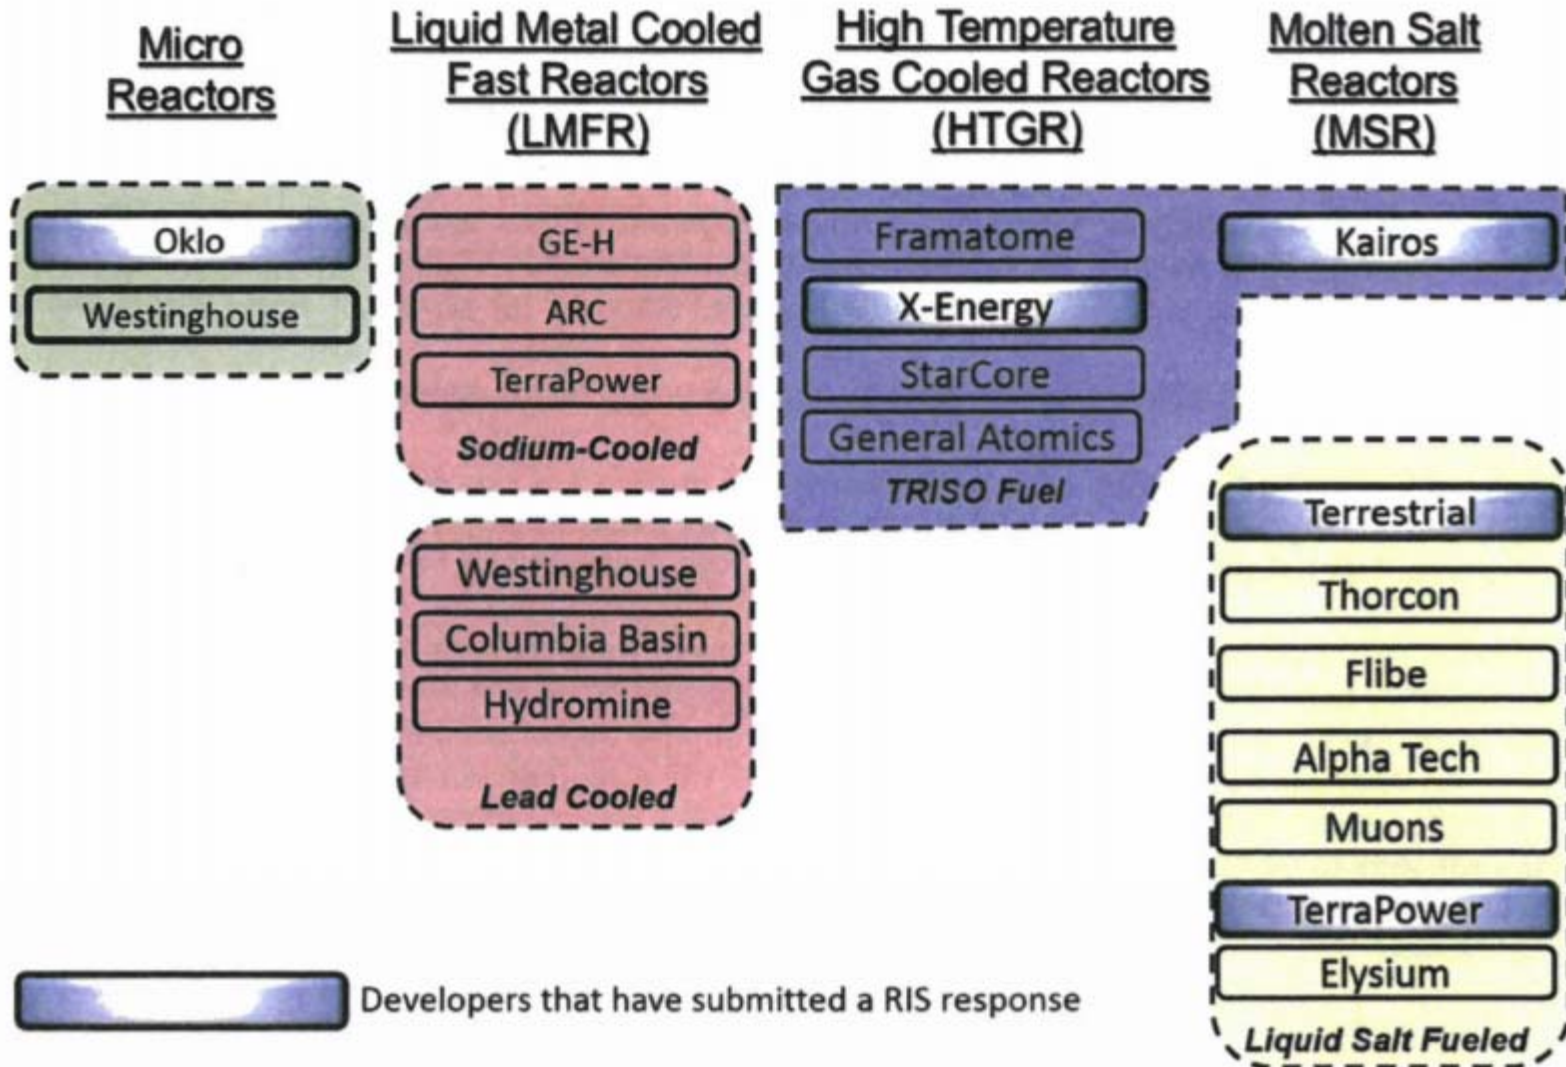 Micro
Reactors
Liquid Metal Cooled
Fast Reactors
(LMFR)
High Temperature
Gas Cooled Reactors
(HTGR)
Molten Salt
Reactors
(MSR)
Oklo
Westinghouse
GE-H
ARC
TerraPower
Sodium-Cooled
Westinghouse
Columbia Basin
Hydromine
Lead Cooled
Framatome
X-Energy
StarCore
General Atomics
TRISO Fuel
Kairos
Terrestrial
Thorcon
Flibe
Alpha Tech
Muons
TerraPower
Elysium
Liquid Salt Fueled
Developers that have submitted a RIS response